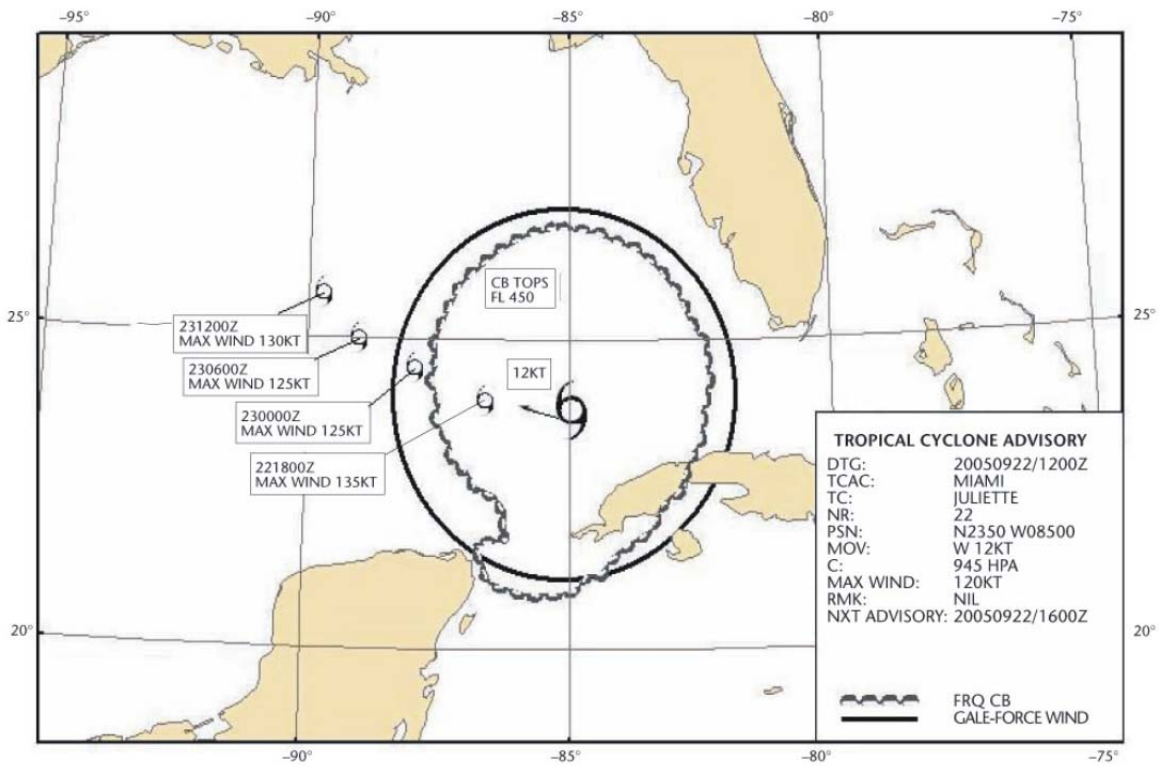 –95°
–90°
–85°
–80°
–75°
CB TOPS
FL 450
25°
25°
231200Z
MAX WIND 130KT
230600Z
MAX WIND 125KT
12KT
230000Z
MAX WIND 125KT
221800Z
MAX WIND 135KT
TROPICAL CYCLONE ADVISORY
DTG: 20050922/1200Z
TCAC: MIAMI
TC: JULIETTE
NR: 22
PSN: N2350 W08500
MOV: W 12KT
C: 945 HPA
MAX WIND: 120KT
RMK: NIL
NXT ADVISORY: 20050922/1600Z
20°
20°
FRQ CB
GALE-FORCE WIND
–90°
–85°
–80°
–75°